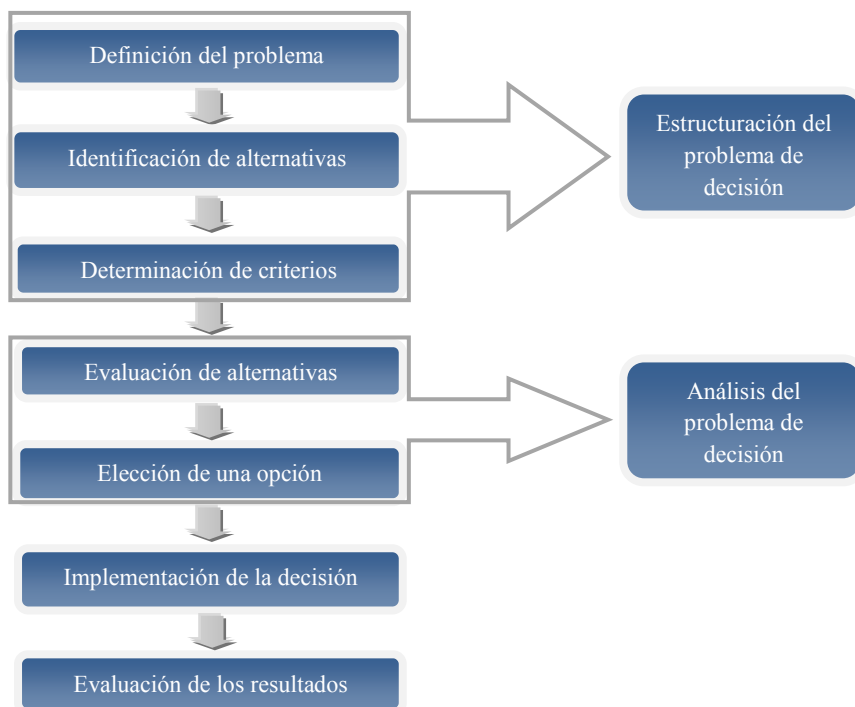 Definición del problema
Identificación de alternativas
Determinación de criterios
Estructuración del
problema de
decisión
Evaluación de alternativas
Elección de una opción
Análisis del
problema de
decisión
Implementación de la decisión
Evaluación de los resultados